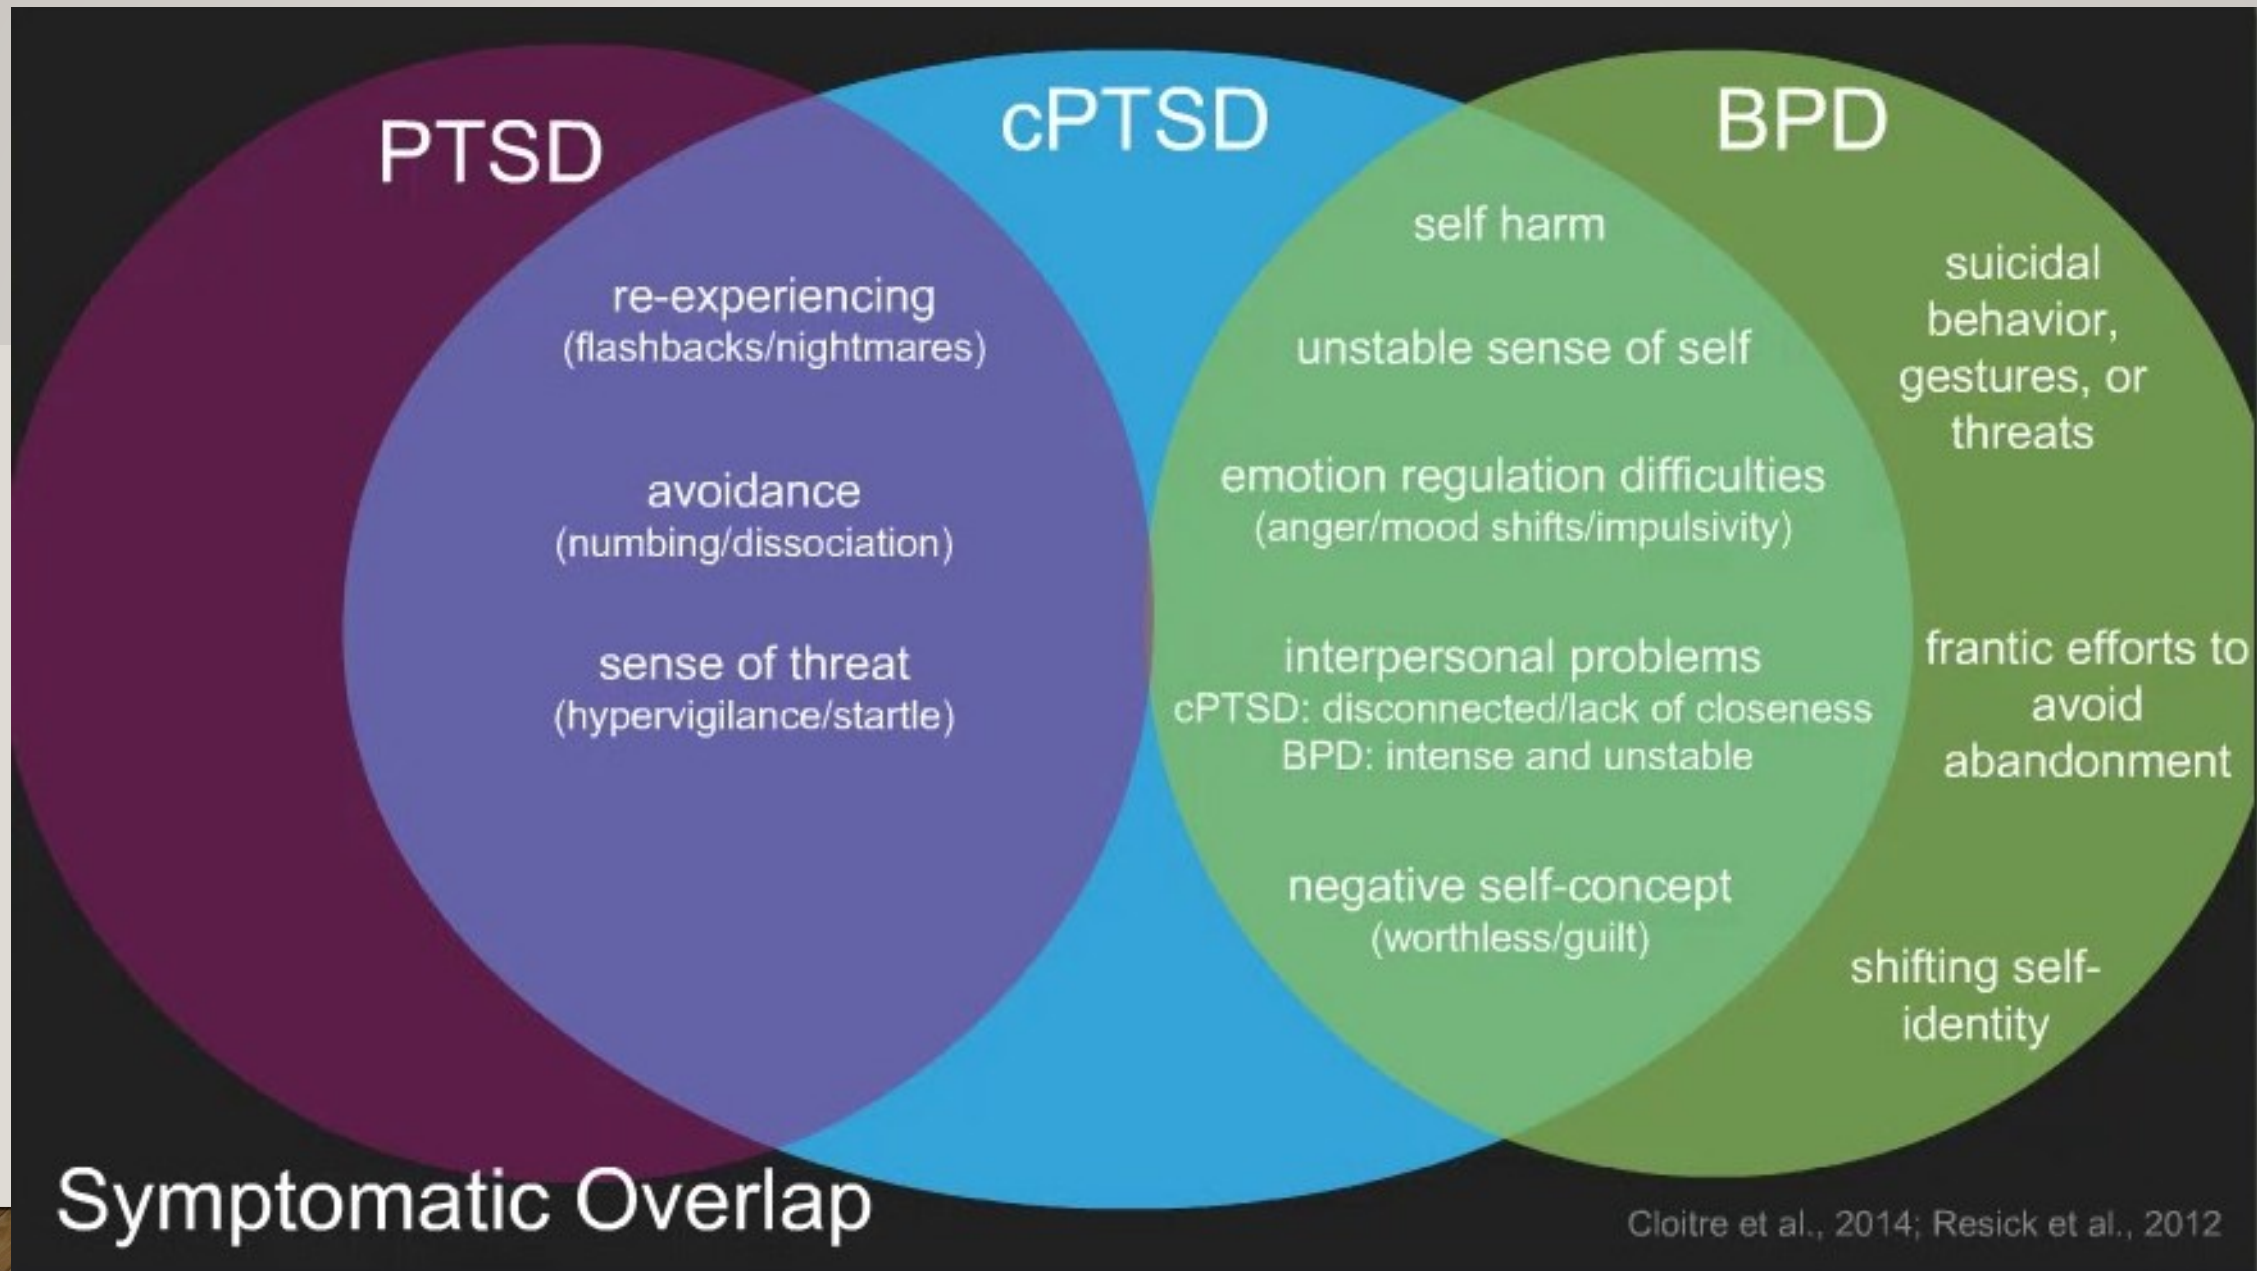 PTSD
cPTSD
BPD
re-experiencing
(flashbacks/nightmares)
avoidance
(numbing/dissociation)
sense of threat
(hypervigilance/startle)
self harm
unstable sense of self
emotion regulation difficulties
(anger/mood shifts/impulsivity)
interpersonal problems
cPTSD: disconnected/lack of closeness
BPD: intense and unstable
negative self-concept
(worthless/guilt)
suicidal
behavior,
gestures, or
threats
frantic efforts to
avoid
abandonment
shifting self-
identity
Symptomatic Overlap
Cloitre et al., 2014; Resick et al., 2012